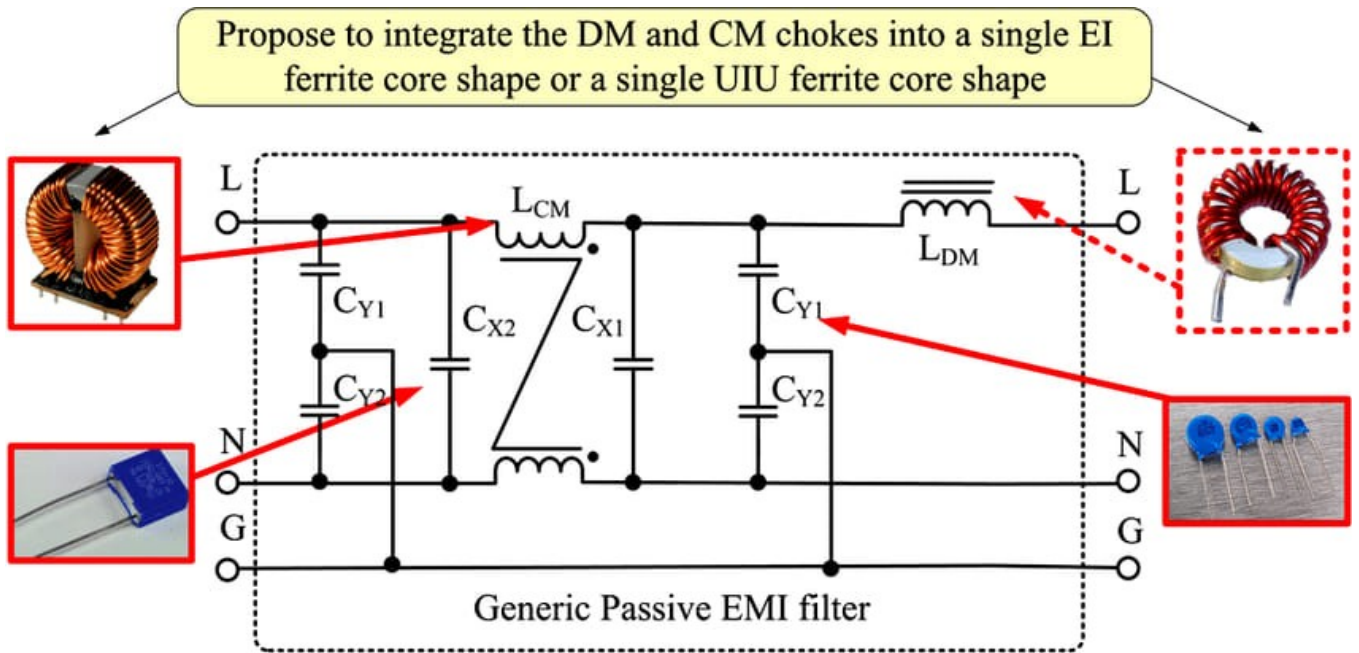 Propose to integrate the DM and CM chokes into a single EI
ferrite core shape or a single UIU ferrite core shape
L
L
L_CM
L_DM
C_Y1
C_X2
C_X1
C_Y1
C_Y2
C_Y2
N
N
G
G
Generic Passive EMI filter